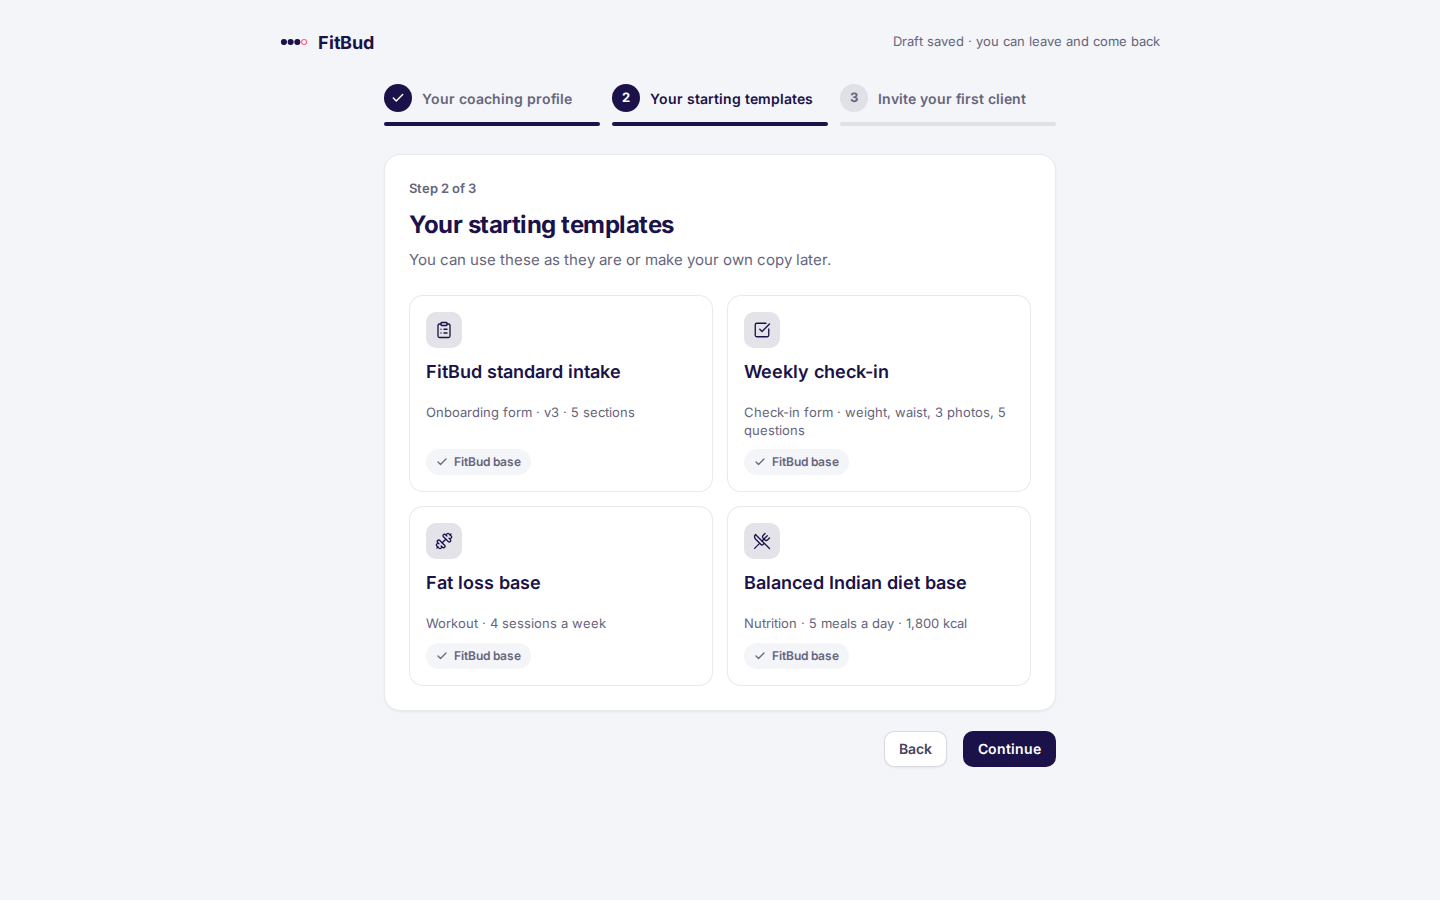 FitBud
Draft saved · you can leave and come back
Your coaching profile
2 Your starting templates
3 Invite your first client
Step 2 of 3
Your starting templates
You can use these as they are or make your own copy later.
FitBud standard intake
Onboarding form · v3 · 5 sections
FitBud base
Weekly check-in
Check-in form · weight, waist, 3 photos, 5
questions
FitBud base
Fat loss base
Workout · 4 sessions a week
FitBud base
Balanced Indian diet base
Nutrition · 5 meals a day · 1,800 kcal
FitBud base
Back
Continue